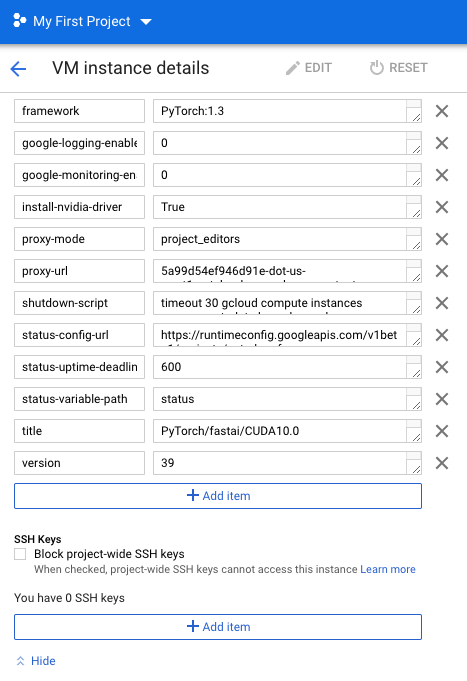 My First Project
VM instance details
EDIT
RESET
framework
PyTorch:1.3
google-logging-enable
0
google-monitoring-en
0
install-nvidia-driver
True
proxy-mode
project_editors
proxy-url
5a99d54ef946d91e-dot-us-
shutdown-script
timeout 30 gcloud compute instances
status-config-url
https://runtimeconfig.googleapis.com/v1bet
status-uptime-deadlin
600
status-variable-path
status
title
PyTorch/fastai/CUDA10.0
version
39
+ Add item
SSH Keys
Block project-wide SSH keys
When checked, project-wide SSH keys cannot access this instance Learn more
You have 0 SSH keys
+ Add item
Hide